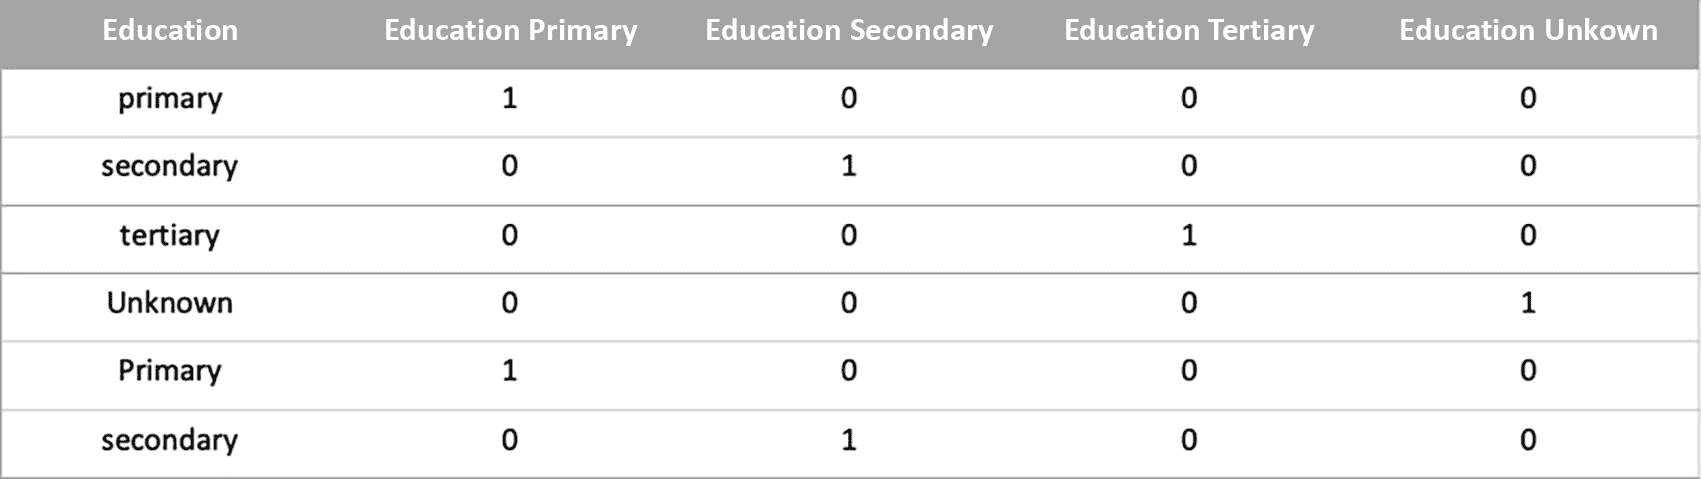 Education Education Primary Education Secondary Education Tertiary Education Unkown
primary 1 0 0 0
secondary 0 1 0 0
tertiary 0 0 1 0
Unknown 0 0 0 1
Primary 1 0 0 0
secondary 0 1 0 0